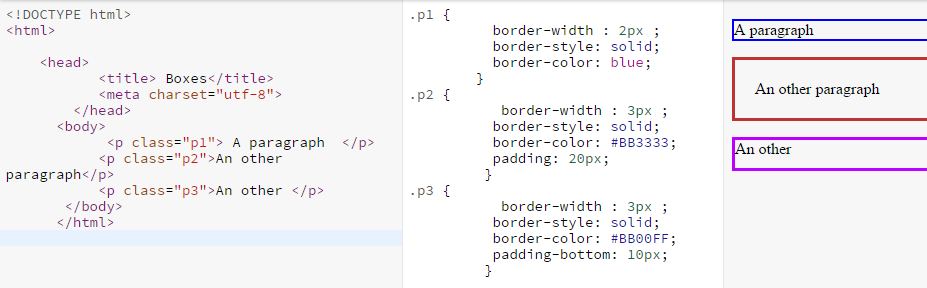 <!DOCTYPE html>
<html>
<head>
<title> Boxes</title>
<meta charset="utf-8">
</head>
<body>
<p class="p1"> A paragraph  </p>
<p class="p2">An other
paragraph</p>
<p class="p3">An other </p>
</body>
</html>
.p1 {
border-width : 2px ;
border-style: solid;
border-color: blue;
}
.p2 {
border-width : 3px ;
border-style: solid;
border-color: #BB3333;
padding: 20px;
}
.p3 {
border-width : 3px ;
border-style: solid;
border-color: #BB00FF;
padding-bottom: 10px;
}
A paragraph
An other paragraph
An other